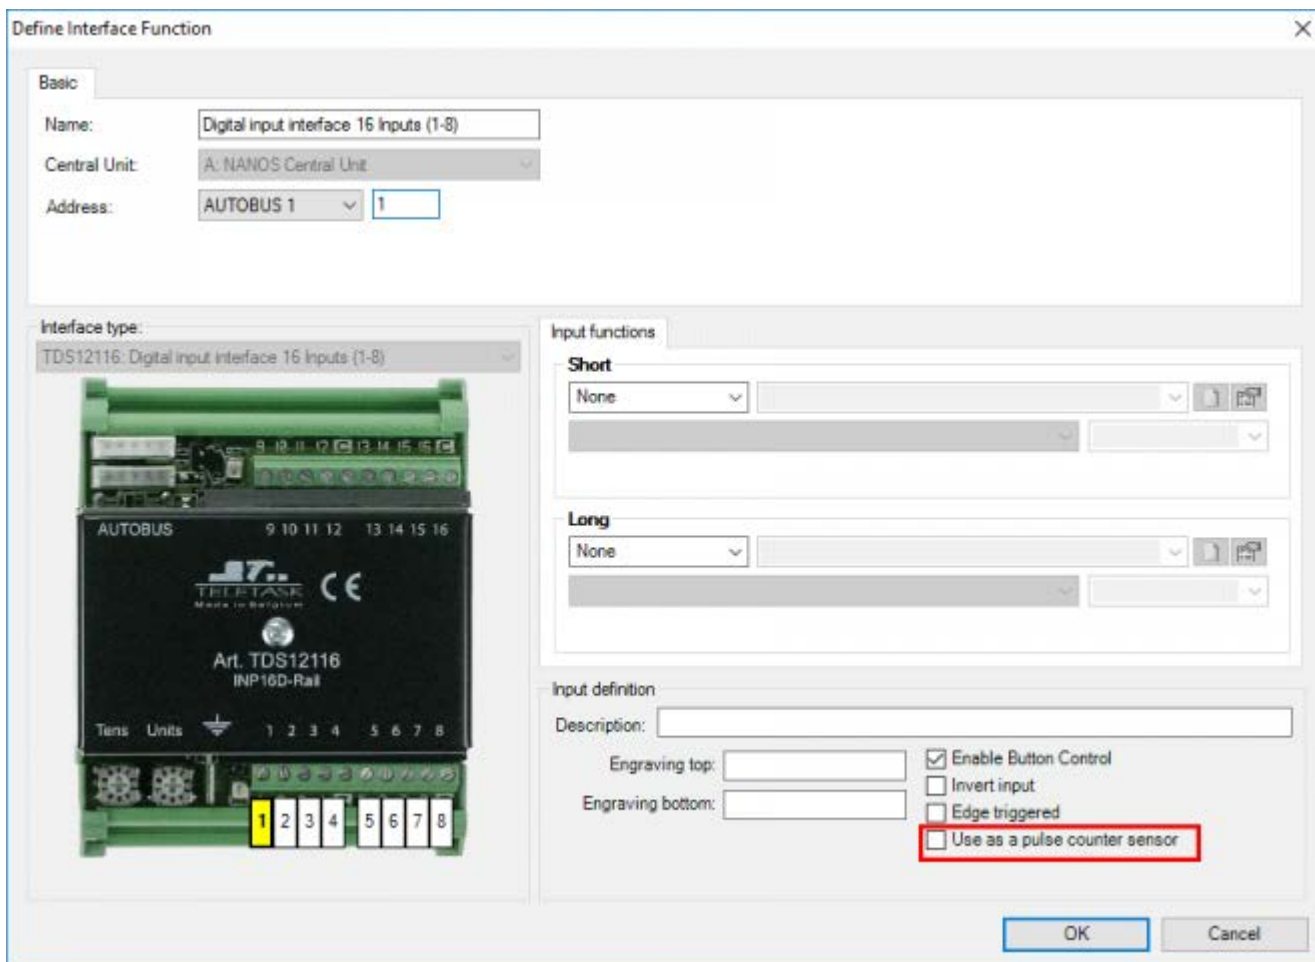 Define Interface Function
Basic
Name: Digital input interface 16 Inputs (1-8)
Central Unit: A: NANOS Central Unit
Address: AUTOBUS 1 1
Interface type:
TDS12116: Digital input interface 16 Inputs (1-8)
9 10 11 12 C 13 14 15 16 C
AUTOBUS 9 10 11 12 13 14 15 16
TELETASK CE
Made in Belgium
Art. TDS12116
INP16D-Rail
Tens Units 1 2 3 4 5 6 7 8
1 2 3 4 5 6 7 8
Input functions
Short
None
Long
None
Input definition
Description:
Engraving top:
Engraving bottom:
Enable Button Control
Invert input
Edge triggered
Use as a pulse counter sensor
OK Cancel